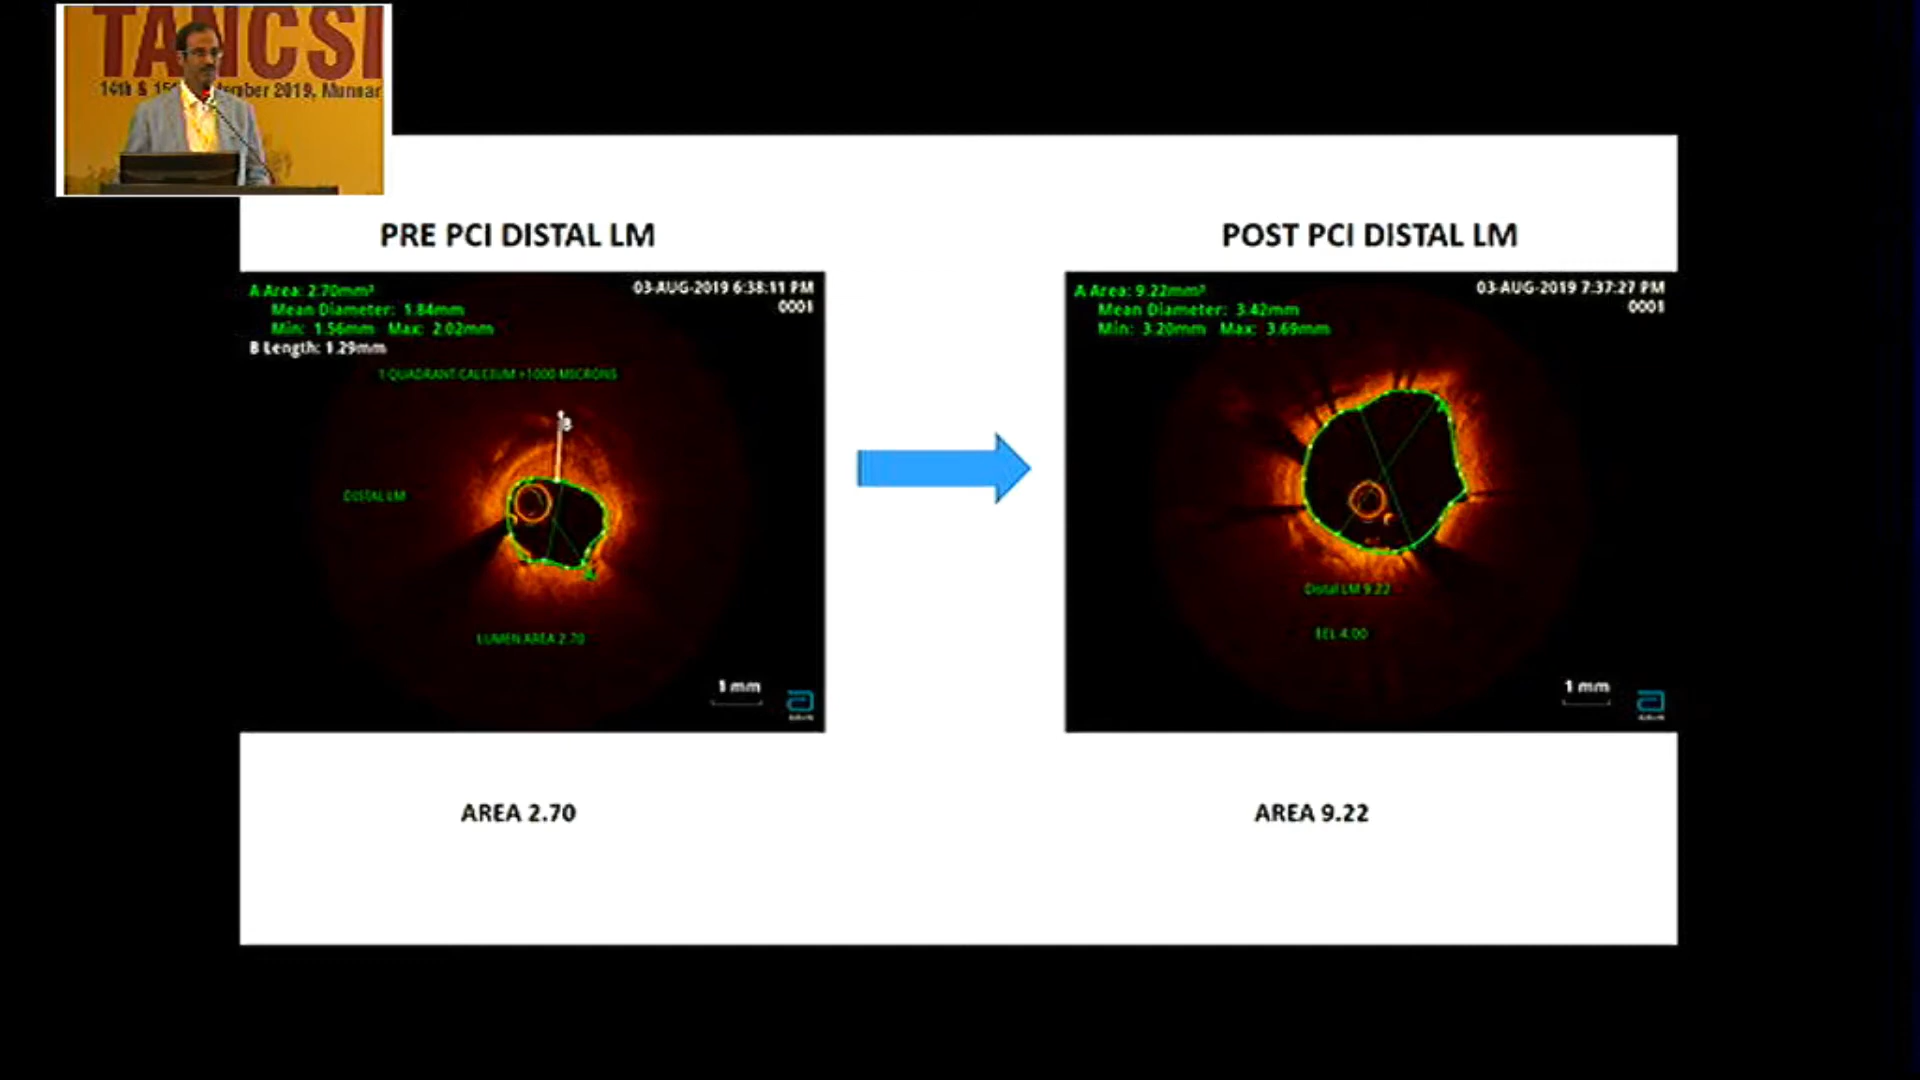 TANCSI
14th & 15 ember 2019, Munnar
PRE PCI DISTAL LM
POST PCI DISTAL LM
A Area: 2.70mm²
Mean Diameter: 1.84mm
Min: 1.56mm Max: 2.02mm
B Length: 1.29mm
03-AUG-2019 6:38:11 PM
0001
1 QUADRANT CALCIUM +1000 MICRONS
B
DISTAL LM
LUMEN AREA 2.70
1 mm
A Area: 9.22mm²
Mean Diameter: 3.42mm
Min: 3.20mm Max: 3.69mm
03-AUG-2019 7:37:27 PM
0001
Distal LM 9.22
EEL 4.00
1 mm
AREA 2.70
AREA 9.22